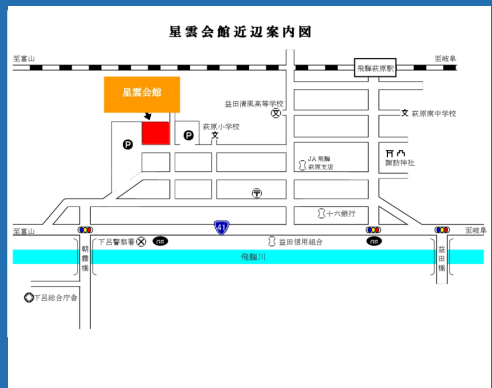 星雲会館近辺案内図
至富山
飛騨萩原駅
至岐阜
星雲会館
益田清風高等学校
萩原小学校
文
文
萩原南中学校
P
P
JA飛騨
萩原支店
諏訪神社
十六銀行
至富山
41
至岐阜
下呂警察署
益田信用組合
朝霧橋
益田橋
飛騨川
下呂総合庁舎